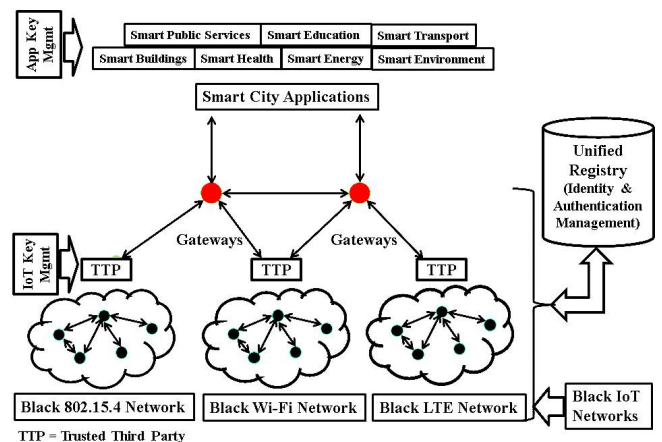 App Key
Mgmt
Smart Public Services
Smart Education
Smart Transport
Smart Buildings
Smart Health
Smart Energy
Smart Environment
Smart City Applications
Unified
Registry
(Identity &
Authentication
Management)
Gateways
Gateways
IoT Key
Mgmt
TTP
TTP
TTP
Black 802.15.4 Network
Black Wi-Fi Network
Black LTE Network
Black IoT
Networks
TTP = Trusted Third Party